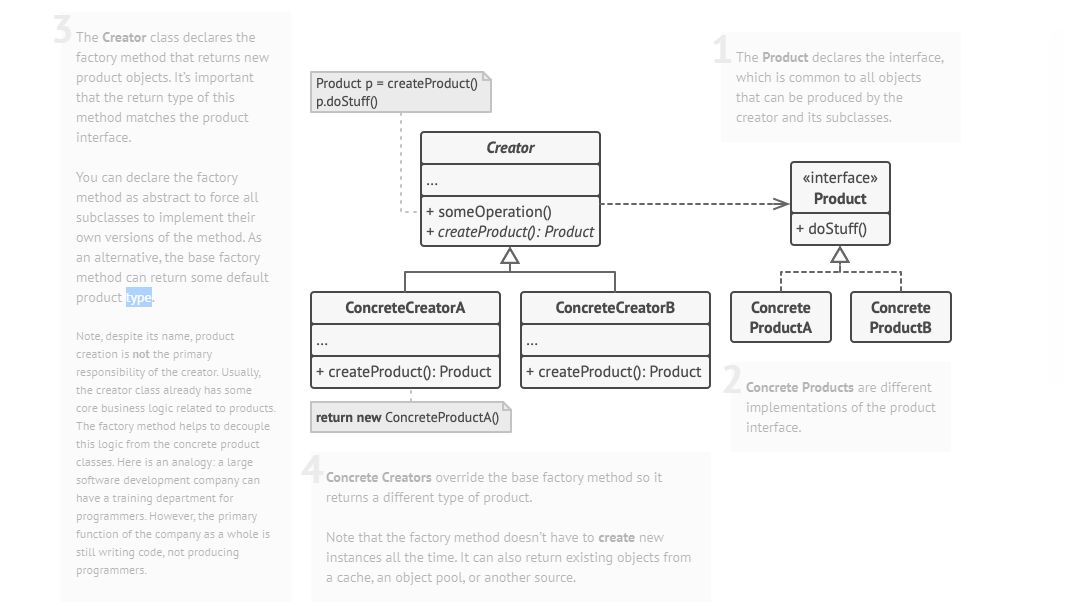 3
The Creator class declares the
factory method that returns new
product objects. It’s important
that the return type of this
method matches the product
interface.
You can declare the factory
method as abstract to force all
subclasses to implement their
own versions of the method. As
an alternative, the base factory
method can return some default
product type.
Note, despite its name, product
creation is not the primary
responsibility of the creator. Usually,
the creator class already has some
core business logic related to products.
The factory method helps to decouple
this logic from the concrete product
classes. Here is an analogy: a large
software development company can
have a training department for
programmers. However, the primary
function of the company as a whole is
still writing code, not producing
programmers.
Product p = createProduct()
p.doStuff()
Creator
...
+ someOperation()
+ createProduct(): Product
ConcreteCreatorA
...
+ createProduct(): Product
ConcreteCreatorB
...
+ createProduct(): Product
return new ConcreteProductA()
1
The Product declares the interface,
which is common to all objects
that can be produced by the
creator and its subclasses.
«interface»
Product
+ doStuff()
Concrete
ProductA
Concrete
ProductB
2
Concrete Products are different
implementations of the product
interface.
4
Concrete Creators override the base factory method so it
returns a different type of product.
Note that the factory method doesn’t have to create new
instances all the time. It can also return existing objects from
a cache, an object pool, or another source.